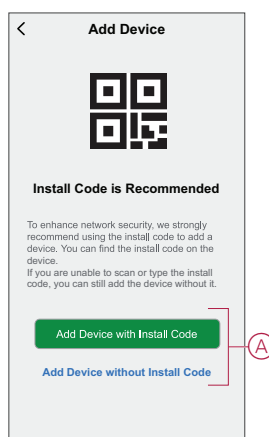 Add Device
Install Code is Recommended
To enhance network security, we strongly
recommend using the install code to add a
device. You can find the install code on the
device.
If you are unable to scan or type the install
code, you can still add the device without it.
Add Device with Install Code
A
Add Device without Install Code